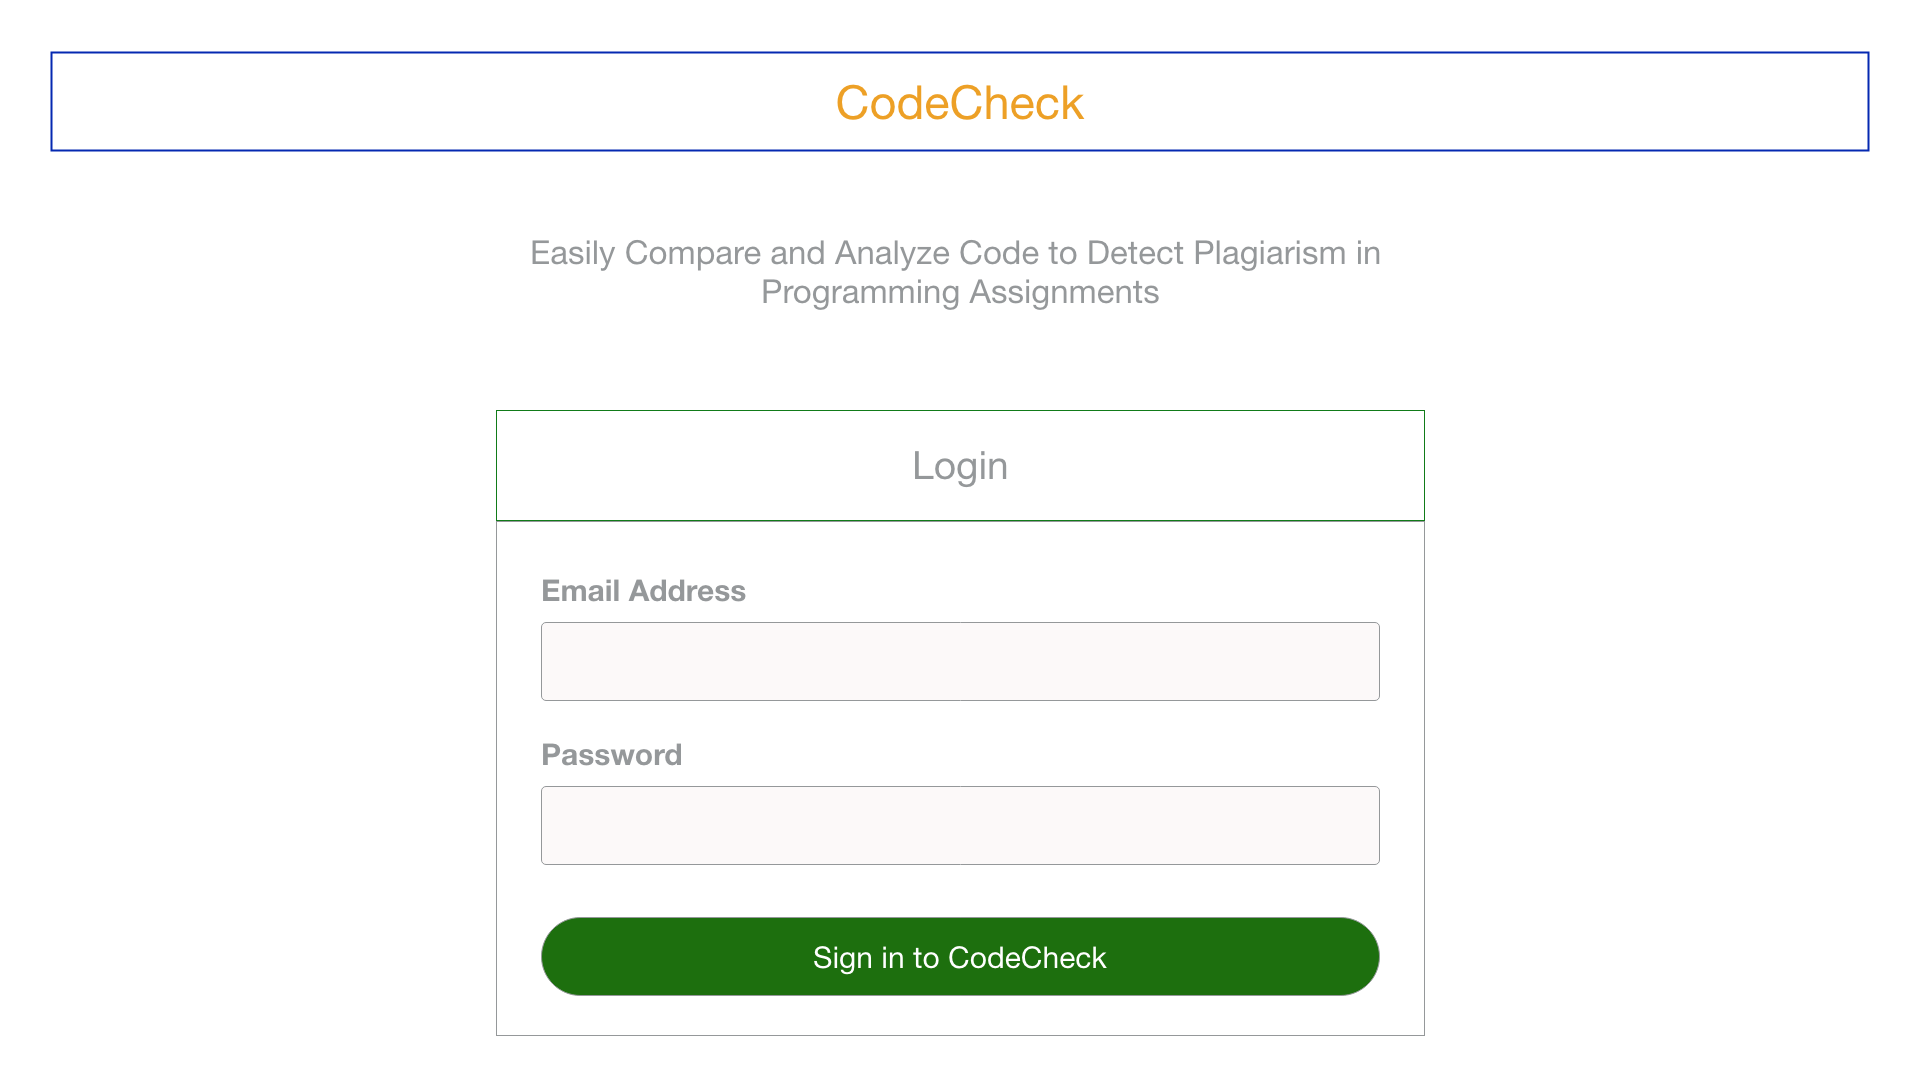 CodeCheck
Easily Compare and Analyze Code to Detect Plagiarism in
Programming Assignments
Login
Email Address
Password
Sign in to CodeCheck